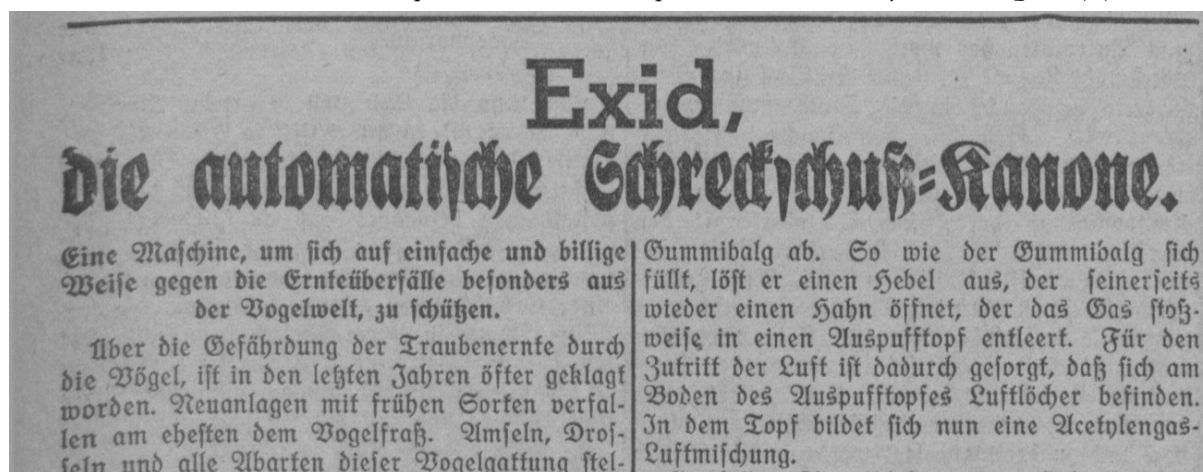 Exid,
die automatische Schreckschuß-Kanone.
Eine Maschine, um sich auf einfache und billige
Weise gegen die Ernteüberfälle besonders aus
der Vogelwelt, zu schützen.
Über die Gefährdung der Traubenernte durch
die Vögel, ist in den letzten Jahren öfter geklagt
worden. Neuanlagen mit frühen Sorten verfal-
len am ehesten dem Vogelfraß. Amseln, Dros-
seln und alle Abarten dieser Vogelgattung stel-
Gummibalg ab. So wie der Gummibalg sich
füllt, löst er einen Hebel aus, der seinerseits
wieder einen Hahn öffnet, der das Gas stoß-
weise in einen Auspufftopf entleert. Für den
Zutritt der Luft ist dadurch gesorgt, daß sich am
Boden des Auspufftopfes Luftlöcher befinden.
In dem Topf bildet sich nun eine Acetylengas-
Luftmischung.